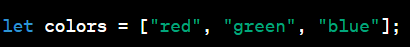 let colors = ["red", "green", "blue"];